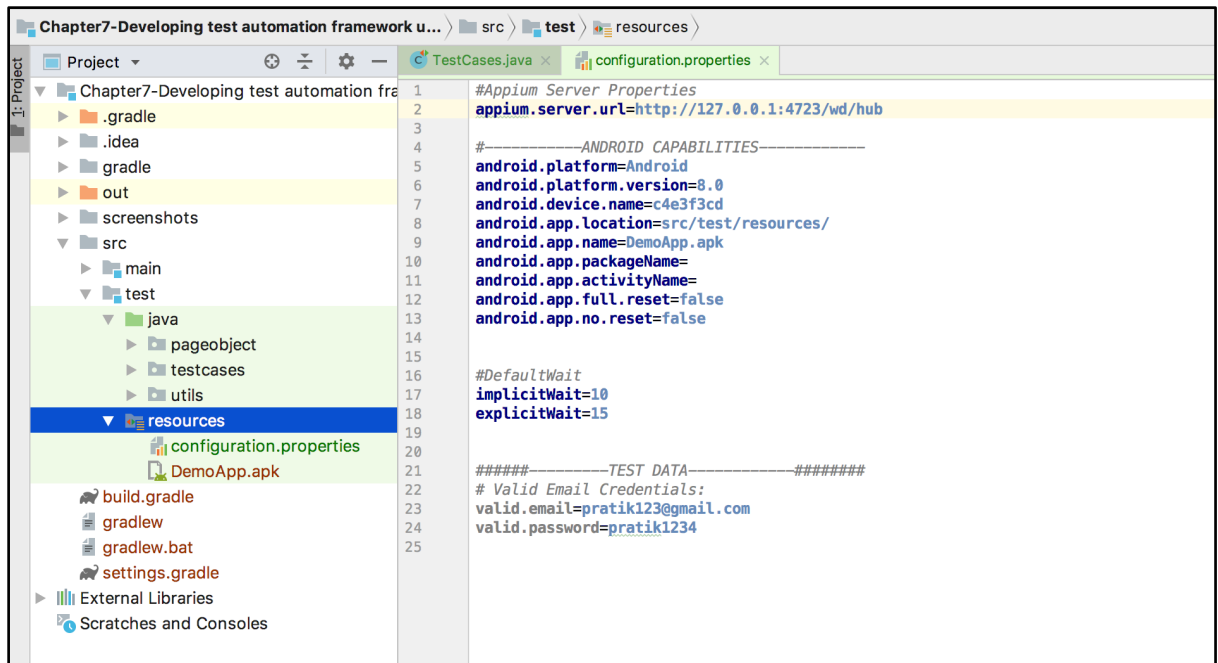 Chapter7-Developing test automation framework u... src test resources
1: Project
Project
Chapter7-Developing test automation fra
.gradle
.idea
gradle
out
screenshots
src
main
test
java
pageobject
testcases
utils
resources
configuration.properties
DemoApp.apk
build.gradle
gradlew
gradlew.bat
settings.gradle
External Libraries
Scratches and Consoles
TestCases.java configuration.properties
1 #Appium Server Properties
2 appium.server.url=http://127.0.0.1:4723/wd/hub
3
4 #-----------ANDROID CAPABILITIES------------
5 android.platform=Android
6 android.platform.version=8.0
7 android.device.name=c4e3f3cd
8 android.app.location=src/test/resources/
9 android.app.name=DemoApp.apk
10 android.app.packageName=
11 android.app.activityName=
12 android.app.full.reset=false
13 android.app.no.reset=false
14
15
16 #DefaultWait
17 implicitWait=10
18 explicitWait=15
19
20
21 ######---------TEST DATA------------########
22 # Valid Email Credentials:
23 valid.email=pratik123@gmail.com
24 valid.password=pratik1234
25